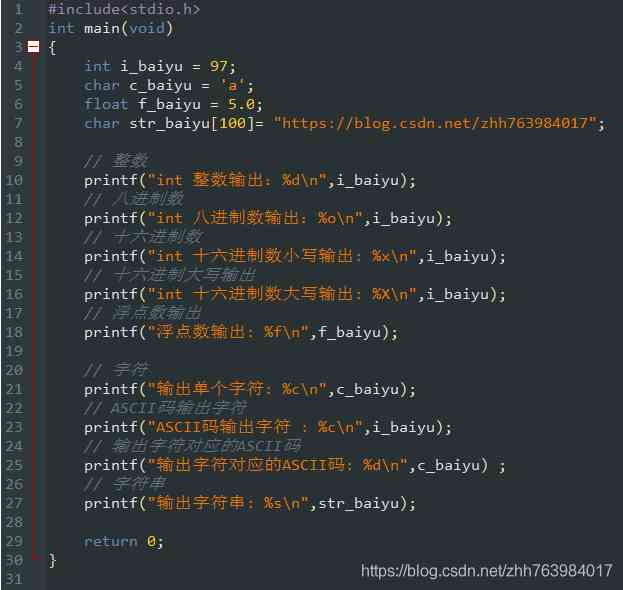 1 #include<stdio.h>
2 int main(void)
3 {
4     int i_baiyu = 97;
5     char c_baiyu = 'a';
6     float f_baiyu = 5.0;
7     char str_baiyu[100]= "https://blog.csdn.net/zhh763984017";
8
9     // 整数
10     printf("int 整数输出: %d\n",i_baiyu);
11     // 八进制数
12     printf("int 八进制数输出: %o\n",i_baiyu);
13     // 十六进制数
14     printf("int 十六进制数小写输出: %x\n",i_baiyu);
15     // 十六进制大写输出
16     printf("int 十六进制数大写输出: %X\n",i_baiyu);
17     // 浮点数输出
18     printf("浮点数输出: %f\n",f_baiyu);
19
20     // 字符
21     printf("输出单个字符: %c\n",c_baiyu);
22     // ASCII码输出字符
23     printf("ASCII码输出字符 : %c\n",i_baiyu);
24     // 输出字符对应的ASCII码
25     printf("输出字符对应的ASCII码: %d\n",c_baiyu) ;
26     // 字符串
27     printf("输出字符串: %s\n",str_baiyu);
28
29     return 0;
30 }
31
https://blog.csdn.net/zhh763984017